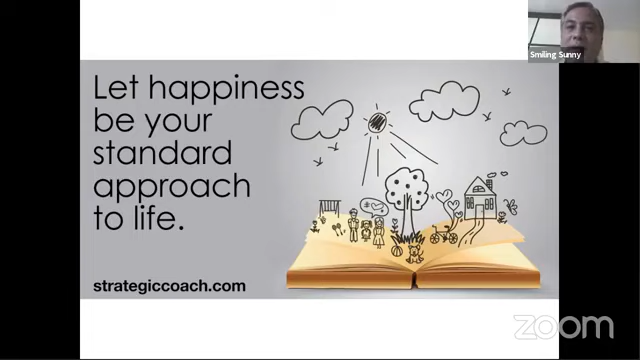 Smiling Sunny
Let happiness
be your
standard
approach
to life.
strategiccoach.com
zoom